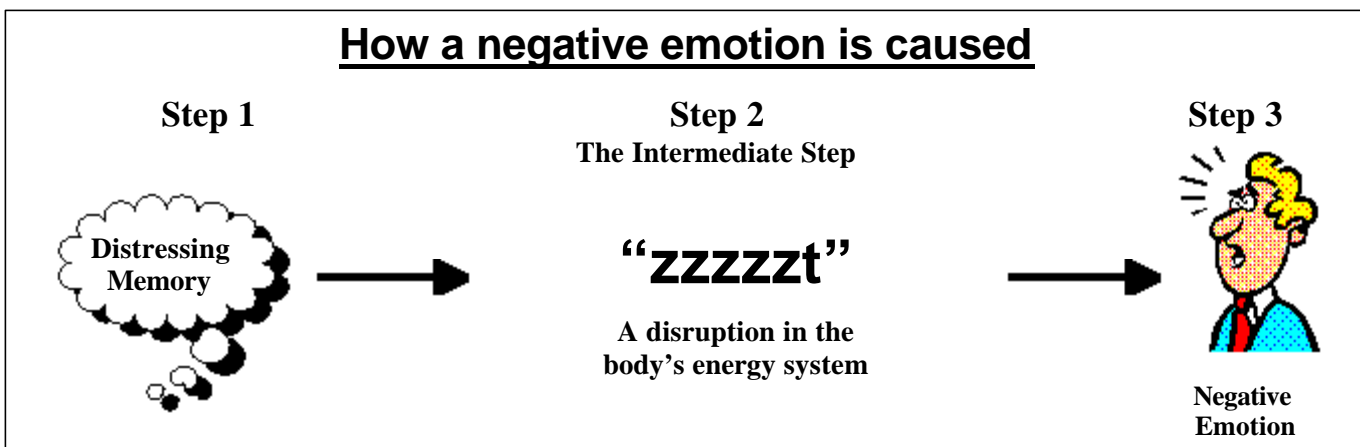 How a negative emotion is caused
Step 1
Step 2
Step 3
The Intermediate Step
Distressing
Memory
“zzzzzt”
A disruption in the
body’s energy system
Negative
Emotion